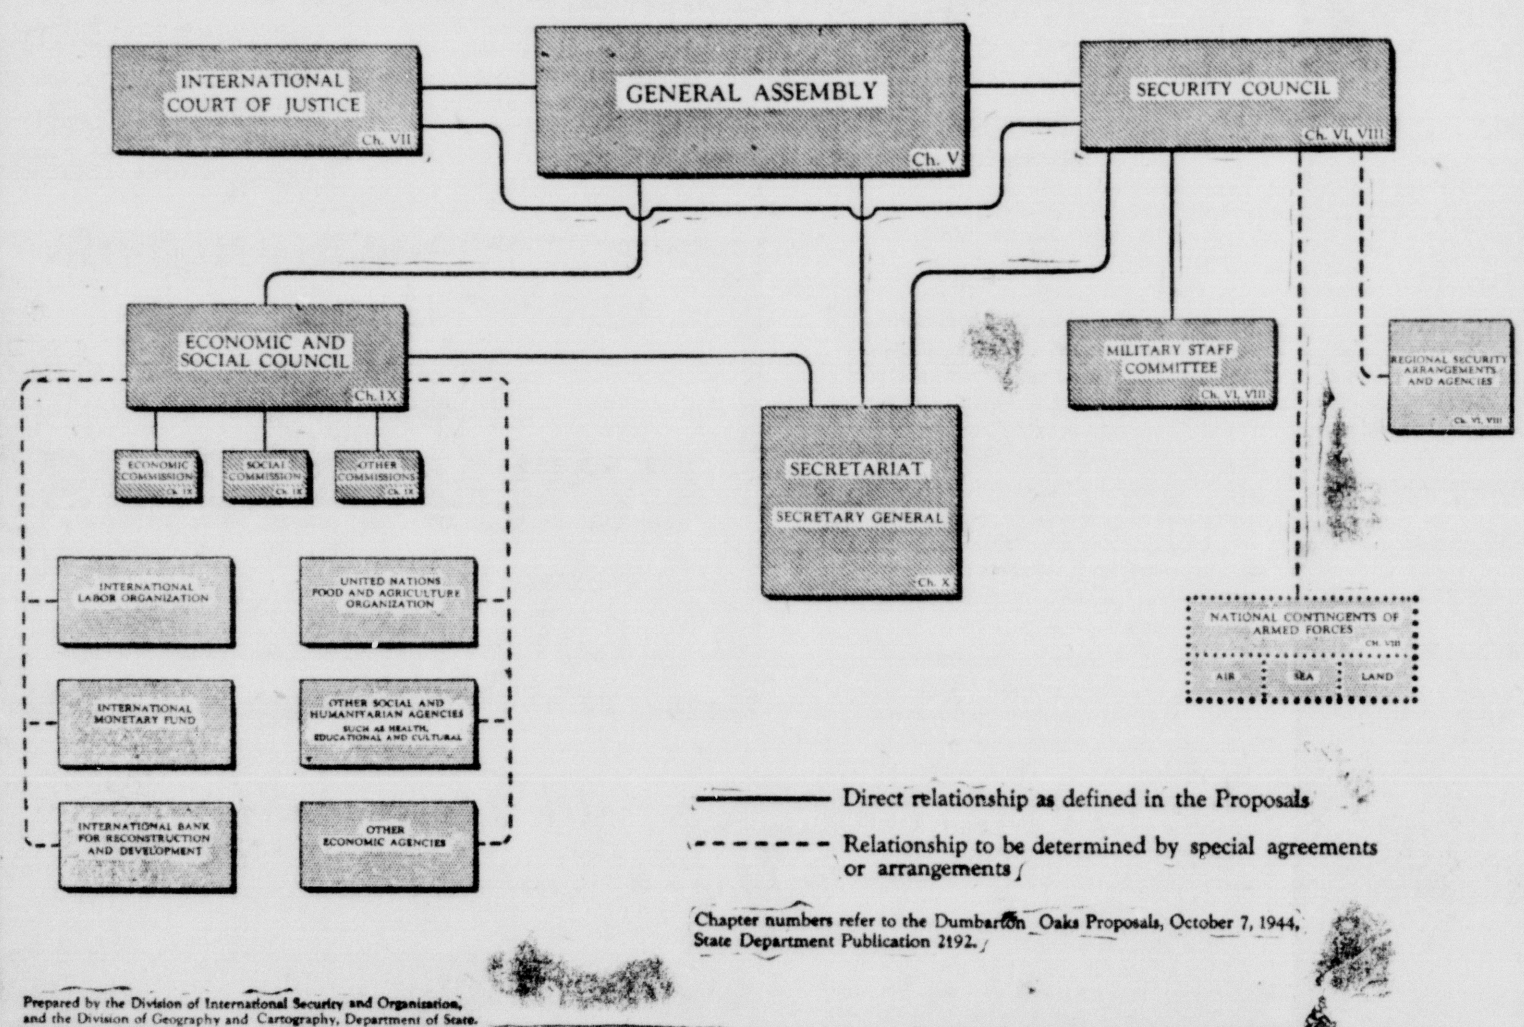 INTERNATIONAL
COURT OF JUSTICE
Ch. VII
GENERAL ASSEMBLY
Ch. V
SECURITY COUNCIL
Ch. VI, VIII
ECONOMIC AND
SOCIAL COUNCIL
Ch. IX
MILITARY STAFF
COMMITTEE
Ch. VI, VIII
REGIONAL SECURITY
ARRANGEMENTS
AND AGENCIES
Ch. VI, VIII
ECONOMIC
COMMISSION
Ch. IX
SOCIAL
COMMISSION
Ch. IX
OTHER
COMMISSIONS
Ch. IX
SECRETARIAT
SECRETARY GENERAL
Ch. X
INTERNATIONAL
LABOR ORGANIZATION
UNITED NATIONS
FOOD AND AGRICULTURE
ORGANIZATION
NATIONAL CONTINGENTS OF
ARMED FORCES
CH. VIII
AIR
SEA
LAND
INTERNATIONAL
MONETARY FUND
OTHER SOCIAL AND
HUMANITARIAN AGENCIES
SUCH AS HEALTH,
EDUCATIONAL AND CULTURAL
INTERNATIONAL BANK
FOR RECONSTRUCTION
AND DEVELOPMENT
OTHER
ECONOMIC AGENCIES
Direct relationship as defined in the Proposals
Relationship to be determined by special agreements
or arrangements
Chapter numbers refer to the Dumbarton Oaks Proposals, October 7, 1944,
State Department Publication 2192.
Prepared by the Division of International Security and Organization,
and the Division of Geography and Cartography, Department of State.